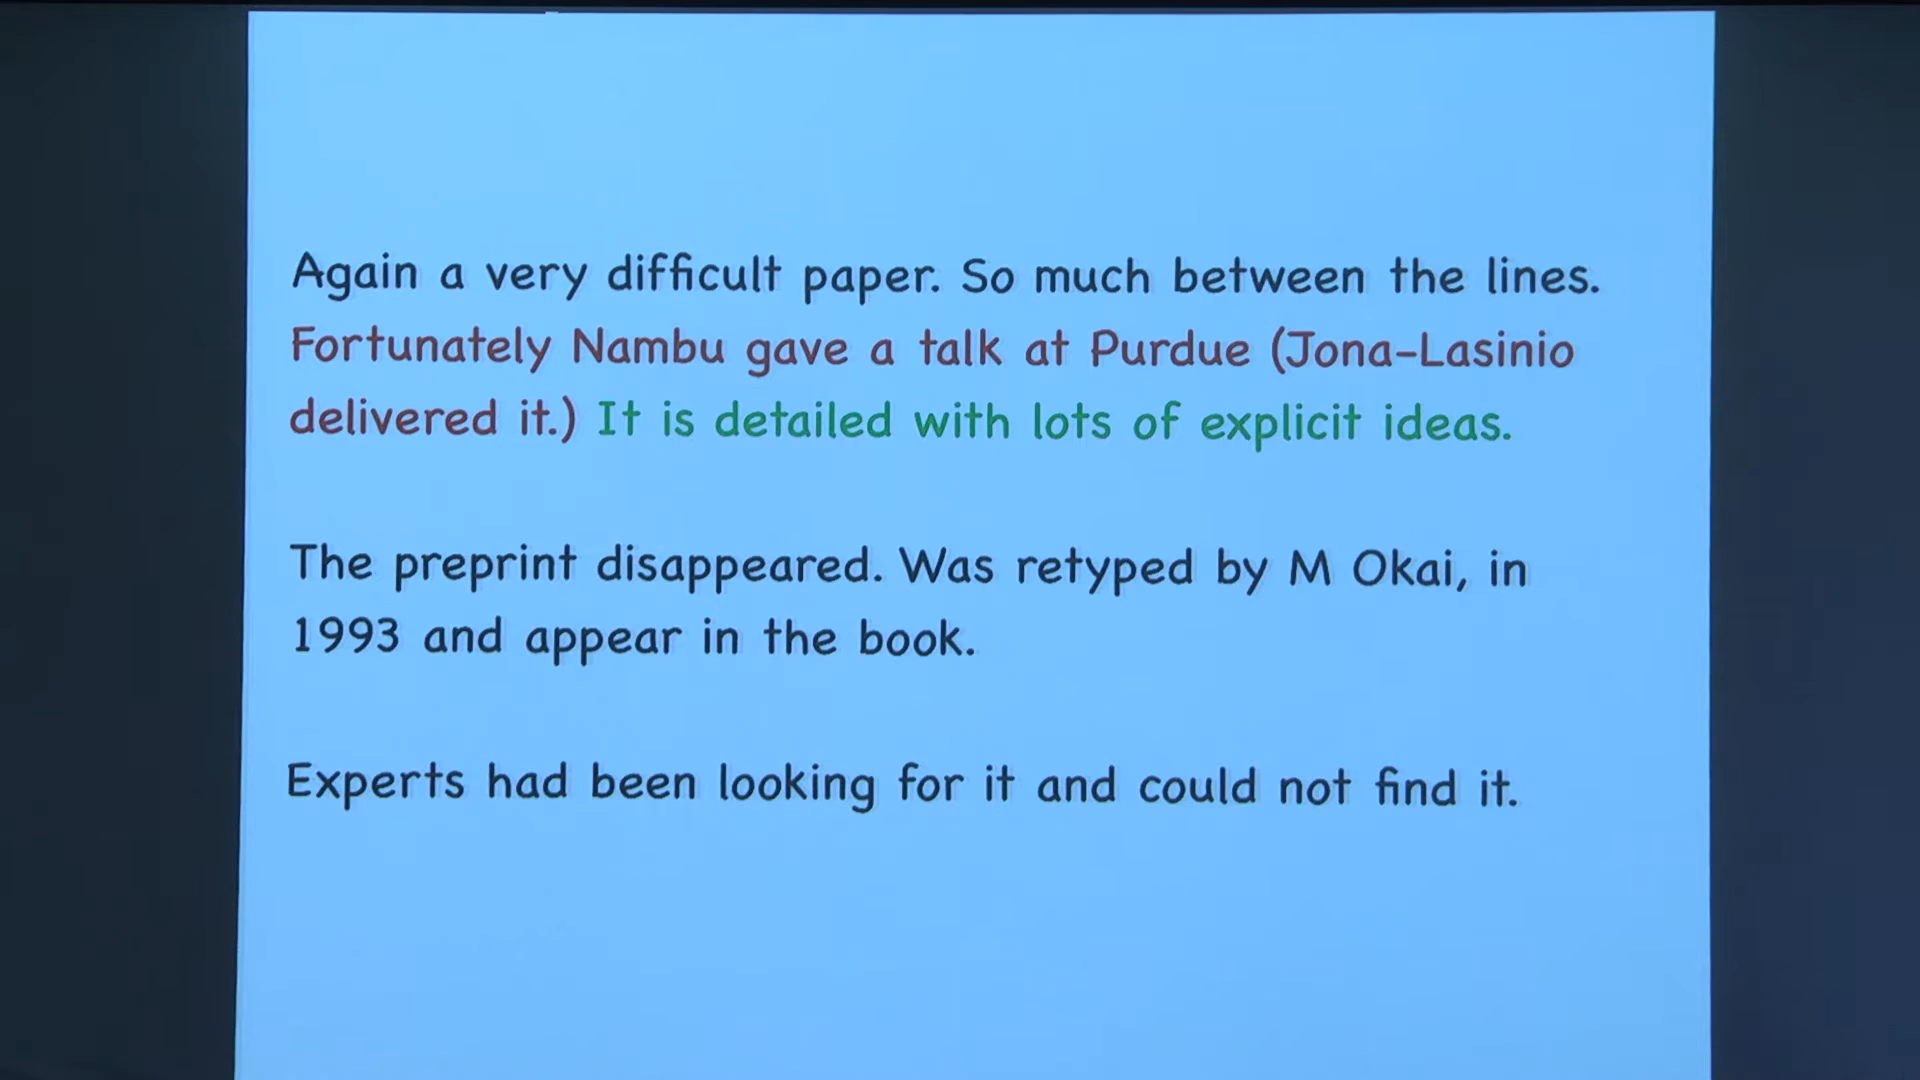 Again a very difficult paper. So much between the lines.
Fortunately Nambu gave a talk at Purdue (Jona-Lasinio
delivered it.) It is detailed with lots of explicit ideas.
The preprint disappeared. Was retyped by M Okai, in
1993 and appear in the book.
Experts had been looking for it and could not find it.